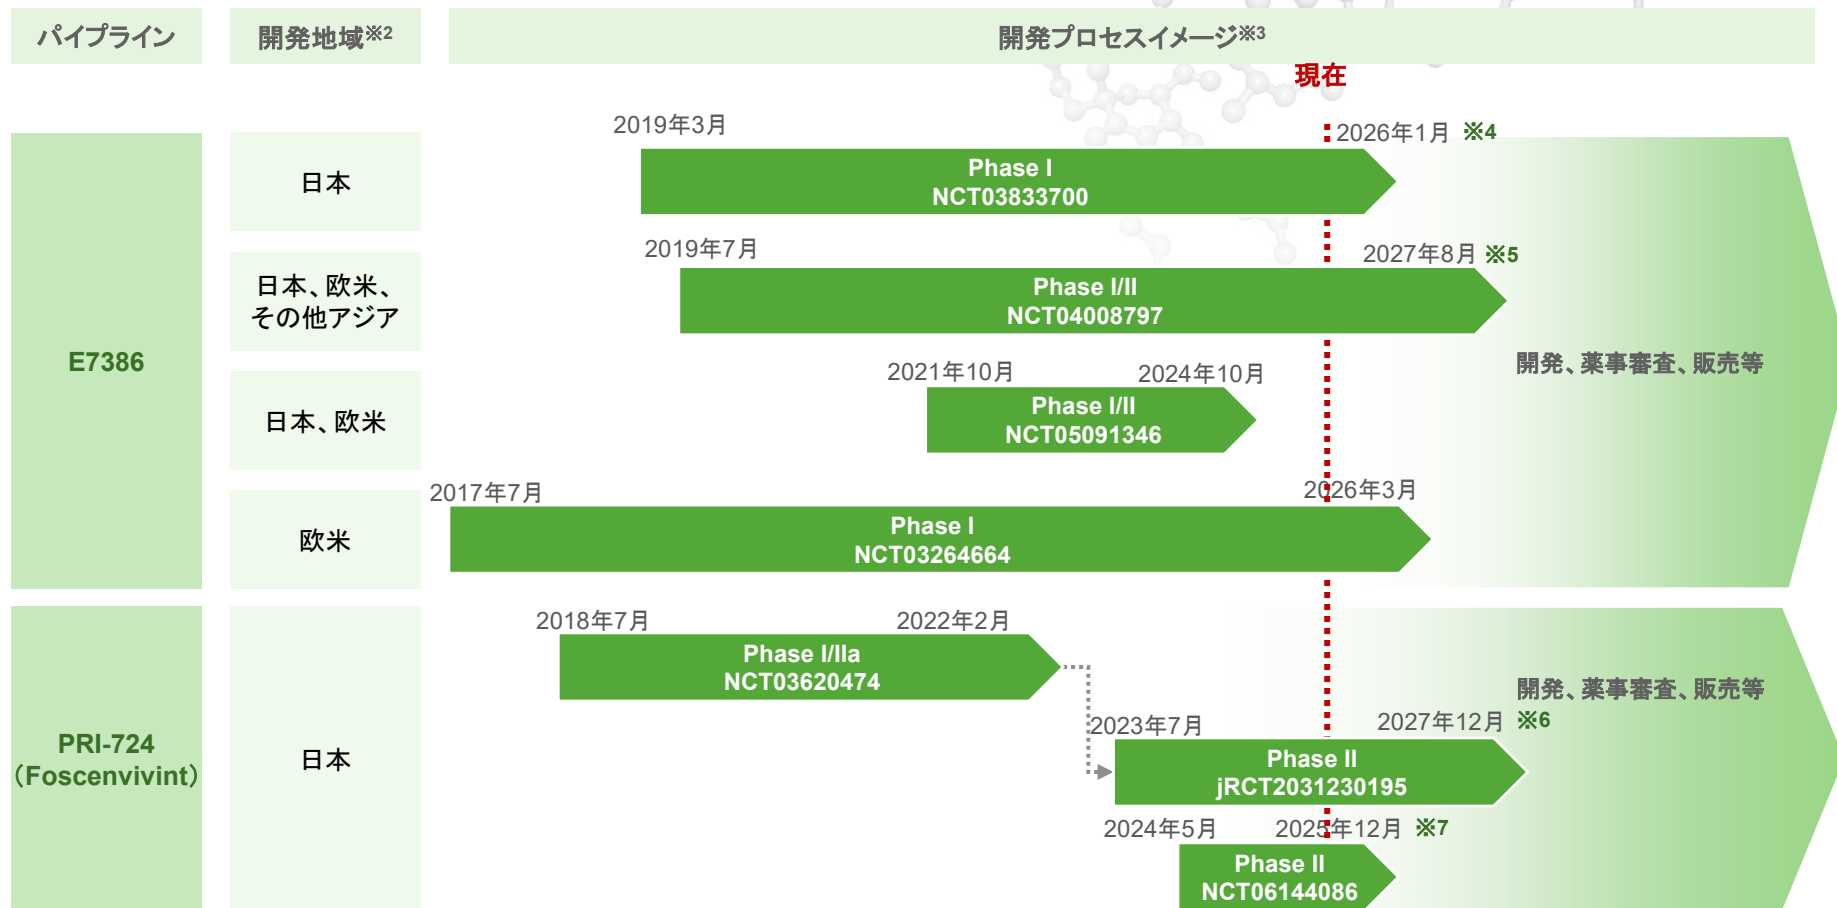 パイプライン
開発地域※2
開発プロセスイメージ※3
現在
E7386
日本
2019年3月
2026年1月 ※4
Phase I
NCT03833700
日本、欧米、
その他アジア
2019年7月
2027年8月 ※5
Phase I/II
NCT04008797
日本、欧米
2021年10月
2024年10月
Phase I/II
NCT05091346
欧米
2017年7月
2026年3月
Phase I
NCT03264664
開発、薬事審査、販売等
PRI-724
（Foscenvivint）
日本
2018年7月
2022年2月
Phase I/IIa
NCT03620474
2023年7月
2027年12月 ※6
Phase II
jRCT2031230195
2024年5月
2025年12月 ※7
Phase II
NCT06144086
開発、薬事審査、販売等